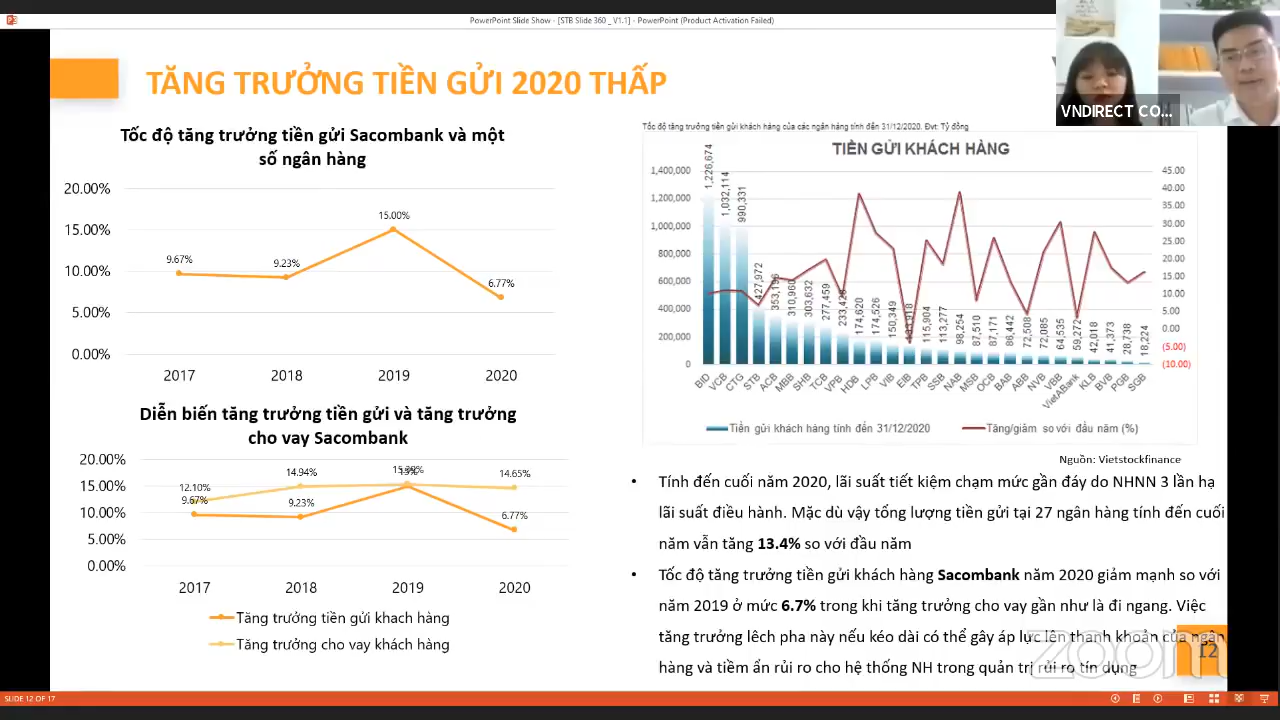 PowerPoint Slide Show - [STB Slide 360 _ V1.1] - PowerPoint (Product Activation Failed)
VNDIRECT CO...
TĂNG TRƯỞNG TIỀN GỬI 2020 THẤP
Tốc độ tăng trưởng tiền gửi Sacombank và một
số ngân hàng
20.00%
15.00%
10.00%
5.00%
0.00%
9.67%
9.23%
15.00%
6.77%
2017
2018
2019
2020
Diễn biến tăng trưởng tiền gửi và tăng trưởng
cho vay Sacombank
20.00%
15.00%
10.00%
5.00%
0.00%
12.10%
9.67%
14.94%
9.23%
14.65%
6.77%
2017
2018
2019
2020
Tăng trưởng tiền gửi khach hàng
Tăng trưởng cho vay khách hàng
Tốc độ tăng trưởng tiền gửi khách hàng của các ngân hàng tính đến 31/12/2020. Đvt: Tỷ đồng
TIỀN GỬI KHÁCH HÀNG
1,400,000
1,200,000
1,000,000
800,000
600,000
400,000
200,000
0
1,226,674
1,032,114
990,331
427,972
310,960
303,632
277,459
174,620
174,526
150,349
115,904
113,277
98,254
87,510
87,171
86,442
72,508
72,085
64,535
59,272
42,018
41,373
28,738
18,224
45.00
40.00
35.00
30.00
25.00
20.00
15.00
10.00
5.00
0.00
(5.00)
(10.00)
BID
VCB
CTG
STB
ACB
MBB
SHB
TCB
VPB
HDB
LPB
VIB
EIB
TPB
SSB
NAB
MSB
OCB
BAB
ABB
NVB
VBB
VietABank
KLB
BVB
PGB
SGB
Tiền gửi khách hàng tính đến 31/12/2020
Tăng/giảm so với đầu năm (%)
Nguồn: Vietstockfinance
• Tính đến cuối năm 2020, lãi suất tiết kiệm chạm mức gần đáy do NHNN 3 lần hạ
lãi suất điều hành. Mặc dù vậy tổng lượng tiền gửi tại 27 ngân hàng tính đến cuối
năm vẫn tăng 13.4% so với đầu năm
• Tốc độ tăng trưởng tiền gửi khách hàng Sacombank năm 2020 giảm mạnh so với
năm 2019 ở mức 6.7% trong khi tăng trưởng cho vay gần như là đi ngang. Việc
tăng trưởng lệch pha này nếu kéo dài có thể gây áp lực lên thanh khoản của ngân
hàng và tiềm ẩn rủi ro cho hệ thống NH trong quản trị rủi ro tín dụng
12
zoom
SLIDE 12 OF 17